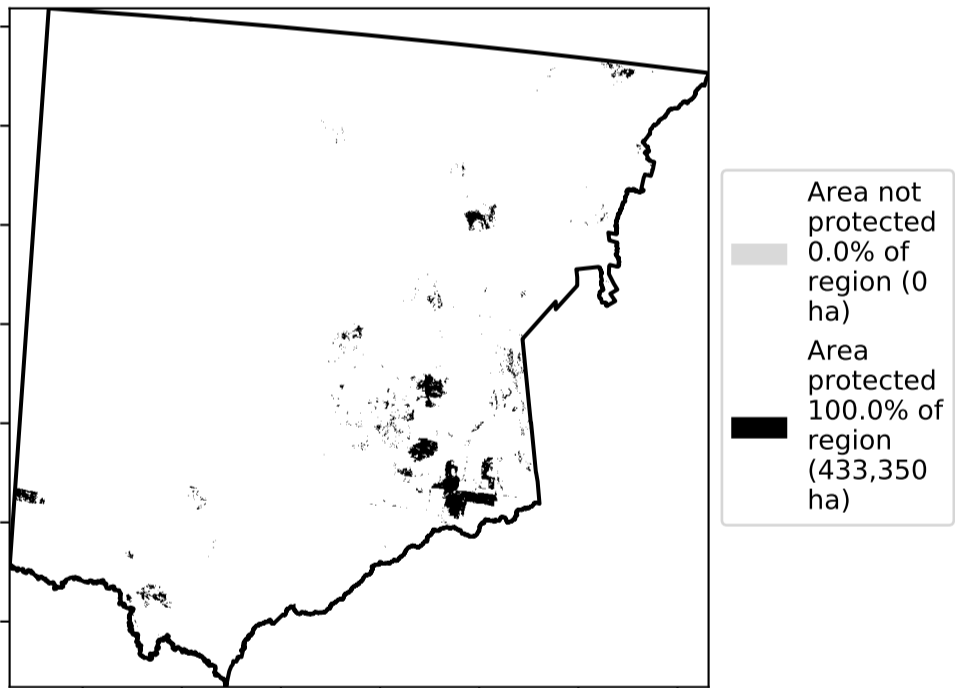 Area not
protected
0.0% of
region (0
ha)
Area
protected
100.0% of
region
(433,350
ha)